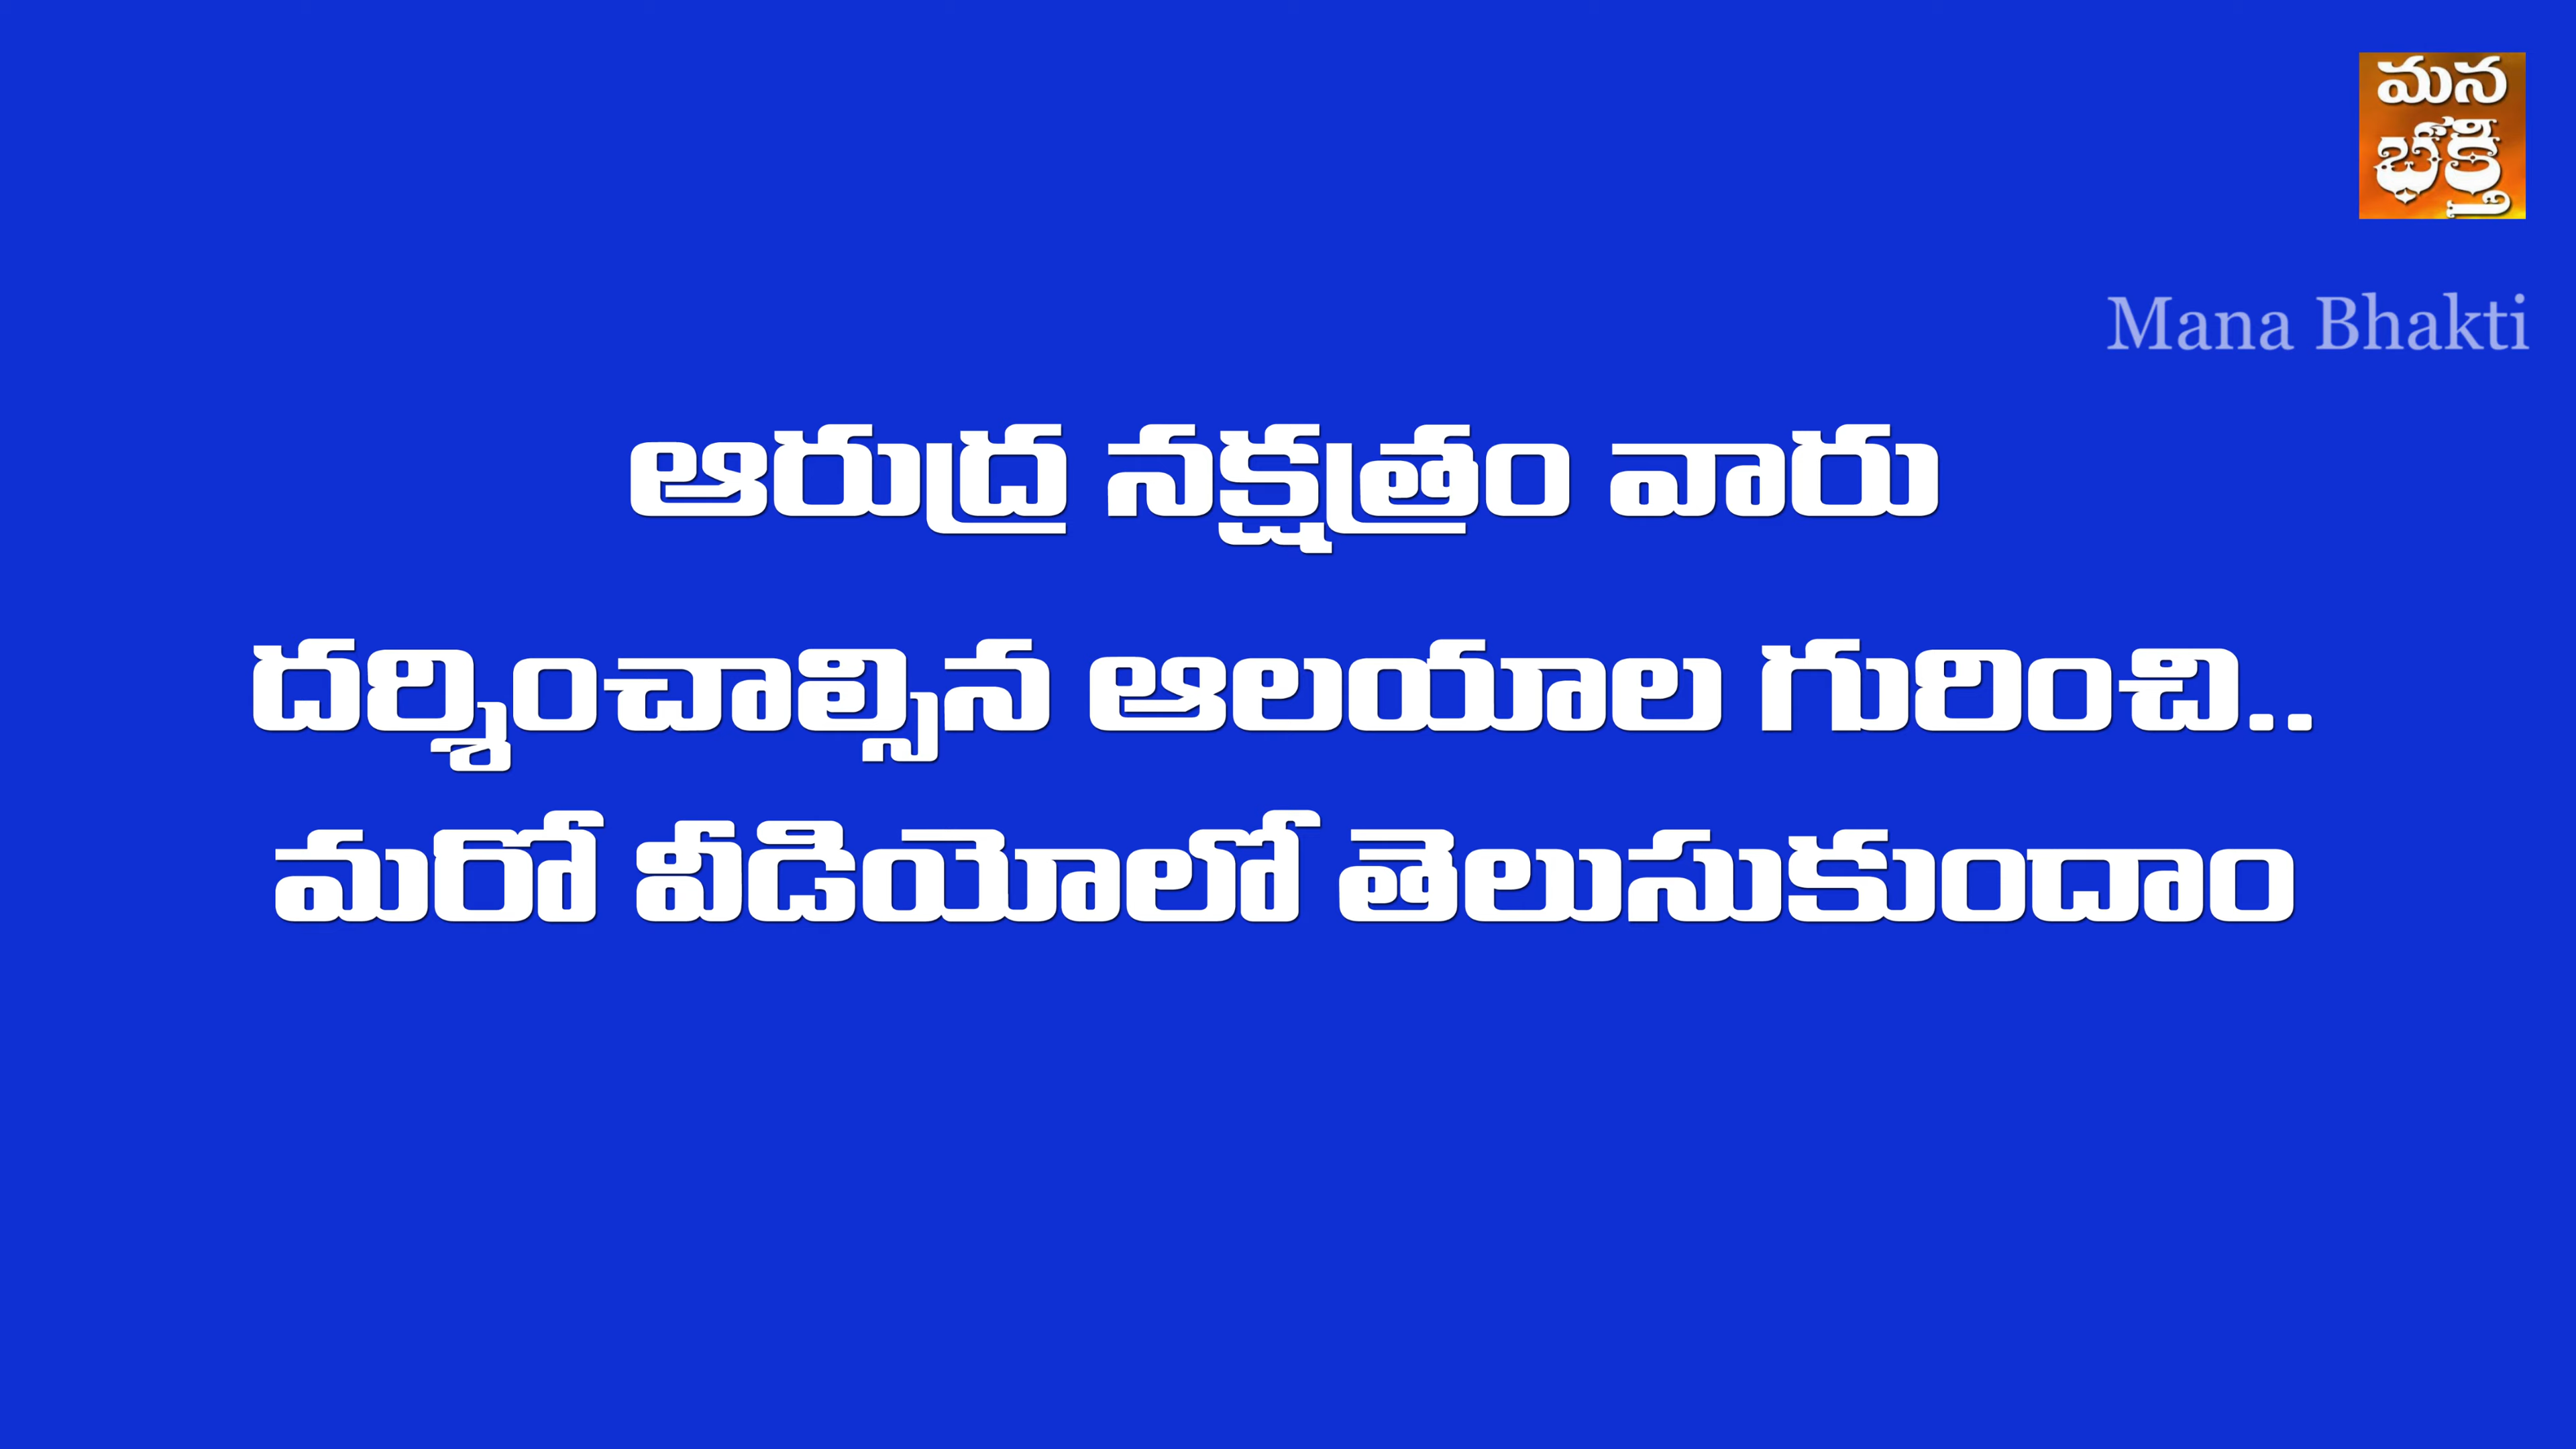 మన
భక్తి
Mana Bhakti
ఆరుద్ర నక్షత్రం వారు
దర్శించాల్సిన ఆలయాల గురించి..
మరో వీడియోలో తెలుసుకుందాం